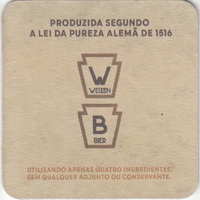 PRODUZIDA SEGUNDO
A LEI DA PUREZA ALEMÃ DE 1516
W
WEIZEN
B
BIER
UTILIZANDO APENAS QUATRO INGREDIENTES,
SEM QUALQUER ADJUNTO OU CONSERVANTE.